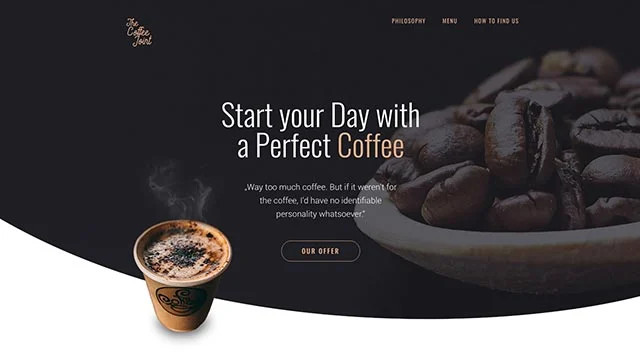 The
Coffee
Joint
PHILOSOPHY MENU HOW TO FIND US
Start your Day with
a Perfect Coffee
„Way too much coffee. But if it weren't for
the coffee, I'd have no identifiable
personality whatsoever."
OUR OFFER